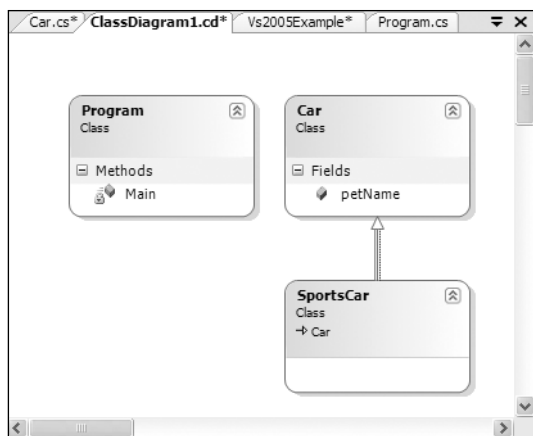 Car.cs* ClassDiagram1.cd* Vs2005Example* Program.cs
Program
Class
Methods
Main
Car
Class
Fields
petName
SportsCar
Class
Car